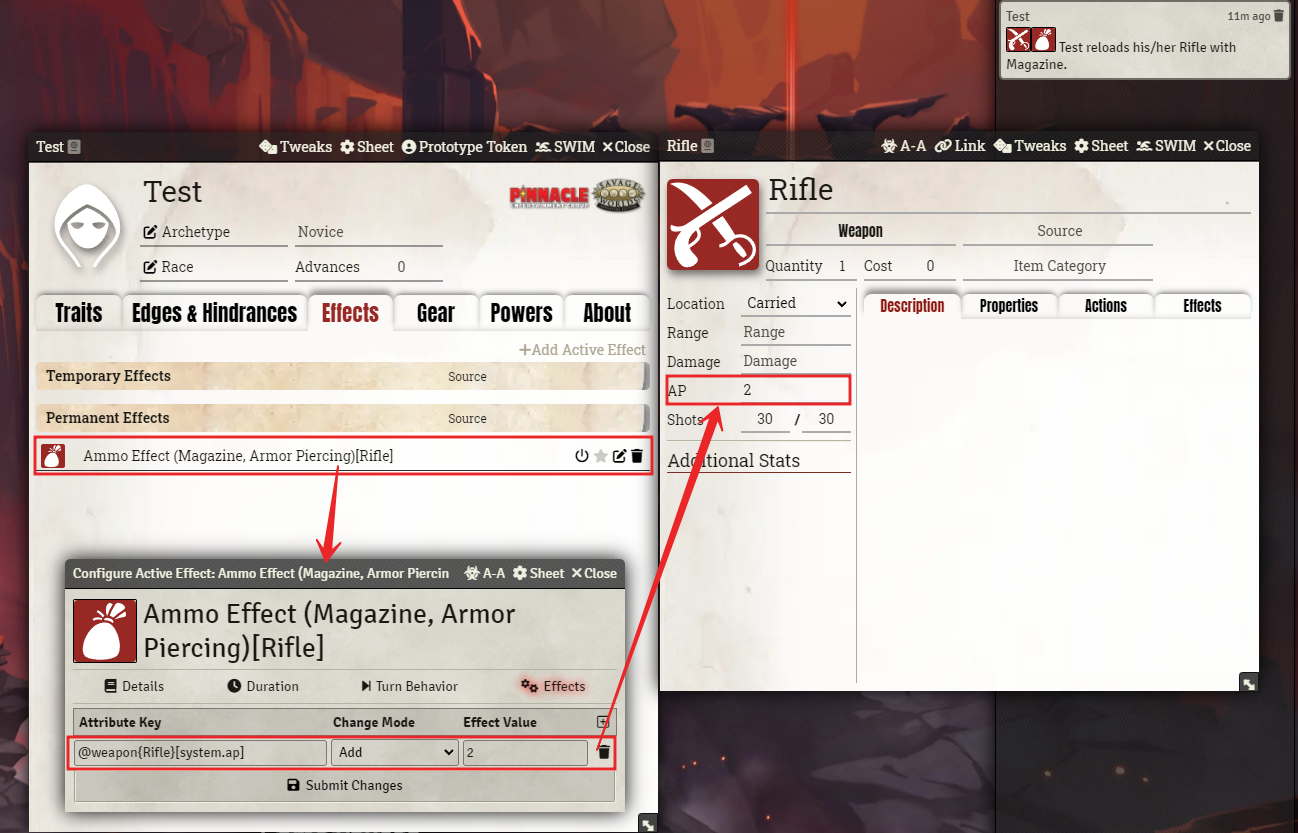 Test
11m ago
Test reloads his/her Rifle with
Magazine.
Test
Tweaks
Sheet
Prototype Token
SWIM
Close
Test
PINNACLE
SAVAGE
WORLDS
Archetype
Novice
Race
Advances
0
Traits
Edges & Hindrances
Effects
Gear
Powers
About
+Add Active Effect
Temporary Effects
Source
Permanent Effects
Source
Ammo Effect (Magazine, Armor Piercing)[Rifle]
Configure Active Effect: Ammo Effect (Magazine, Armor Piercin
A-A
Sheet
Close
Ammo Effect (Magazine, Armor
Piercing)[Rifle]
Details
Duration
Turn Behavior
Effects
Attribute Key
Change Mode
Effect Value
@weapon{Rifle}[system.ap]
Add
2
Submit Changes
Rifle
A-A
Link
Tweaks
Sheet
SWIM
Close
Rifle
Weapon
Source
Quantity
1
Cost
0
Item Category
Location
Carried
Range
Range
Damage
Damage
AP
2
Shots
30 / 30
Additional Stats
Description
Properties
Actions
Effects